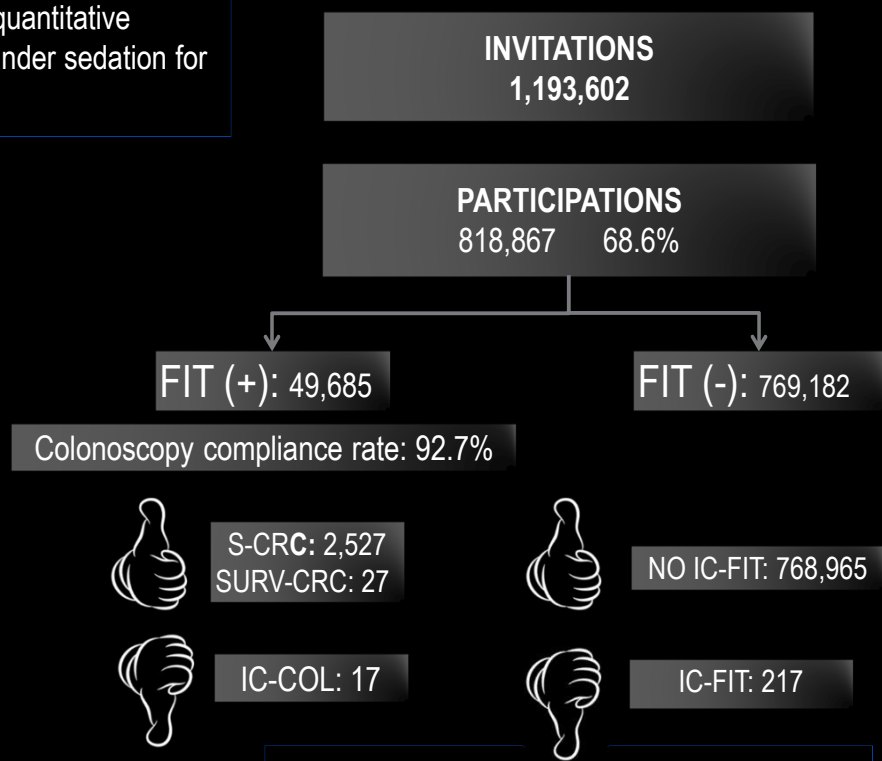 quantitative
nder sedation for
INVITATIONS
1,193,602
PARTICIPATIONS
818,867 68.6%
FIT (+): 49,685
FIT (-): 769,182
Colonoscopy compliance rate: 92.7%
S-CRC: 2,527
SURV-CRC: 27
NO IC-FIT: 768,965
IC-COL: 17
IC-FIT: 217